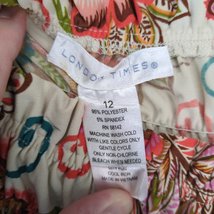 LONDON TIMES®
12
95% POLYESTER
5% SPANDEX
RN 98142
MACHINE WASH COLD
WITH LIKE COLORS ONLY
GENTLE CYCLE
ONLY NON-CHLORINE
BLEACH WHEN NEEDED
COOL IRON
MADE IN VIETNAM